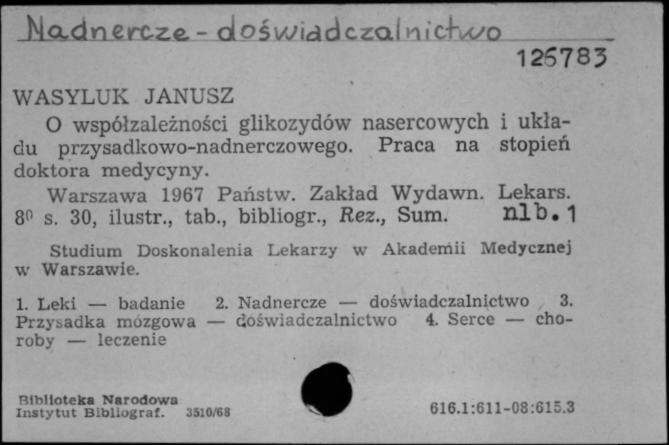 Nadnercze - doświadczalnictwo
126783
WASYLUK JANUSZ
O współzależności glikozydów nasercowych i ukła-
du przysadkowo-nadnerczowego. Praca na stopień
doktora medycyny.
Warszawa 1967 Państw. Zakład Wydawn. Lekars.
8⁰ s. 30, ilustr., tab., bibliogr., Rez., Sum. nlb. 1
Studium Doskonalenia Lekarzy w Akademii Medycznej
w Warszawie.
1. Leki — badanie 2. Nadnercze — doświadczalnictwo 3.
Przysadka mózgowa — doświadczalnictwo 4. Serce — cho-
roby — leczenie
Biblioteka Narodowa
Instytut Bibliograf. 3510/68 616.1:611-08:615.3